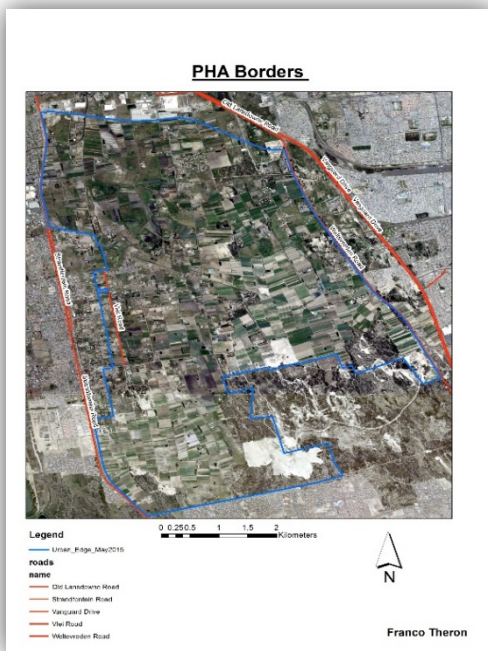 PHA Borders
Old Lansdowne Road
Vanguard Drive
Vanguard Drive
Weltevreden Road
Strandfontein Road
Vlei Road
Strandfontein Road
Legend
Urban_Edge_May2015
roads
name
Old Lansdowne Road
Strandfontein Road
Vanguard Drive
Vlei Road
Weltevreden Road
0 0.25 0.5 1 1.5 2
Kilometers
N
Franco Theron